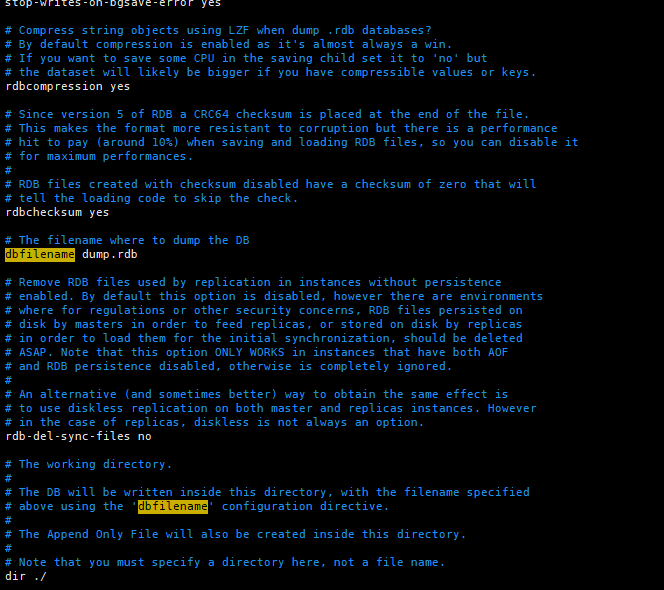 stop-writes-on-bgsave-error yes
# Compress string objects using LZF when dump .rdb databases?
# By default compression is enabled as it's almost always a win.
# If you want to save some CPU in the saving child set it to 'no' but
# the dataset will likely be bigger if you have compressible values or keys.
rdbcompression yes
# Since version 5 of RDB a CRC64 checksum is placed at the end of the file.
# This makes the format more resistant to corruption but there is a performance
# hit to pay (around 10%) when saving and loading RDB files, so you can disable it
# for maximum performances.
#
# RDB files created with checksum disabled have a checksum of zero that will
# tell the loading code to skip the check.
rdbchecksum yes
# The filename where to dump the DB
dbfilename dump.rdb
# Remove RDB files used by replication in instances without persistence
# enabled. By default this option is disabled, however there are environments
# where for regulations or other security concerns, RDB files persisted on
# disk by masters in order to feed replicas, or stored on disk by replicas
# in order to load them for the initial synchronization, should be deleted
# ASAP. Note that this option ONLY WORKS in instances that have both AOF
# and RDB persistence disabled, otherwise is completely ignored.
#
# An alternative (and sometimes better) way to obtain the same effect is
# to use diskless replication on both master and replicas instances. However
# in the case of replicas, diskless is not always an option.
rdb-del-sync-files no
# The working directory.
#
# The DB will be written inside this directory, with the filename specified
# above using the 'dbfilename' configuration directive.
#
# The Append Only File will also be created inside this directory.
#
# Note that you must specify a directory here, not a file name.
dir ./